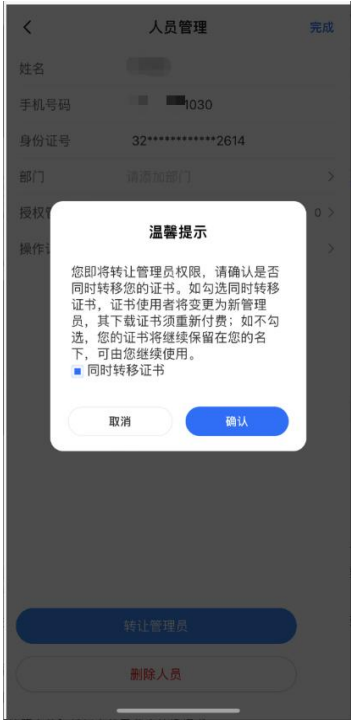 人员管理
完成
姓名
手机号码 1030
身份证号 32************2614
部门 请添加部门
授权 0
操作
温馨提示
您即将转让管理员权限，请确认是否
同时转移您的证书。如勾选同时转移
证书，证书使用者将变更为新管理
员，其下载证书须重新付费；如不勾
选，您的证书将继续保留在您的名
下，可由您继续使用。
同时转移证书
取消 确认
转让管理员
删除人员